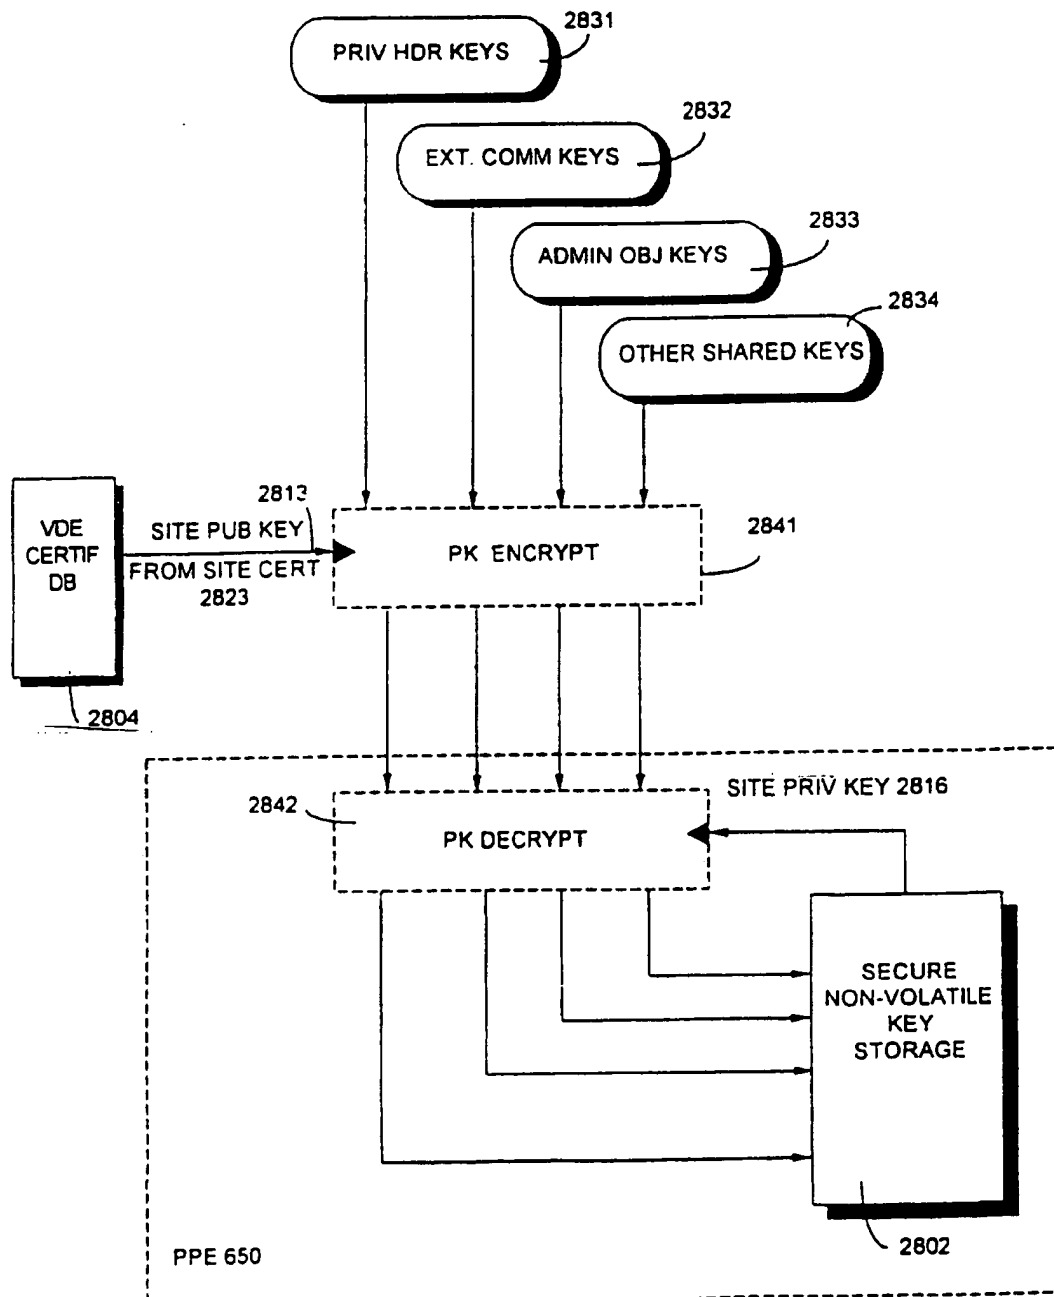 2831
PRIV HDR KEYS
2832
EXT. COMM KEYS
2833
ADMIN OBJ KEYS
2834
OTHER SHARED KEYS
VDE
CERTIF
DB
2813
SITE PUB KEY
FROM SITE CERT
2823
PK ENCRYPT
2841
2804
2842
PK DECRYPT
SITE PRIV KEY 2816
SECURE
NON-VOLATILE
KEY
STORAGE
2802
PPE 650